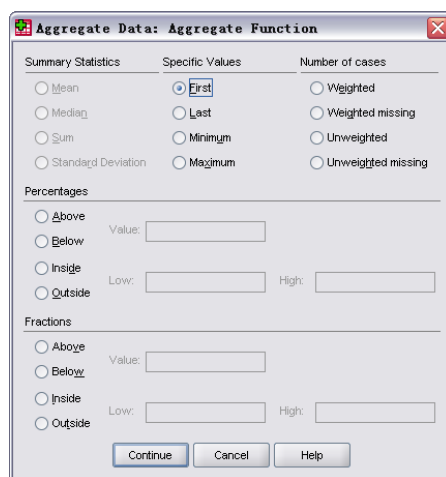 Aggregate Data: Aggregate Function
Summary Statistics
Specific Values
Number of cases
Mean
First
Weighted
Median
Last
Weighted missing
Sum
Minimum
Unweighted
Standard Deviation
Maximum
Unweighted missing
Percentages
Above
Value:
Below
Inside
Low:
High:
Outside
Fractions
Above
Value:
Below
Inside
Low:
High:
Outside
Continue
Cancel
Help